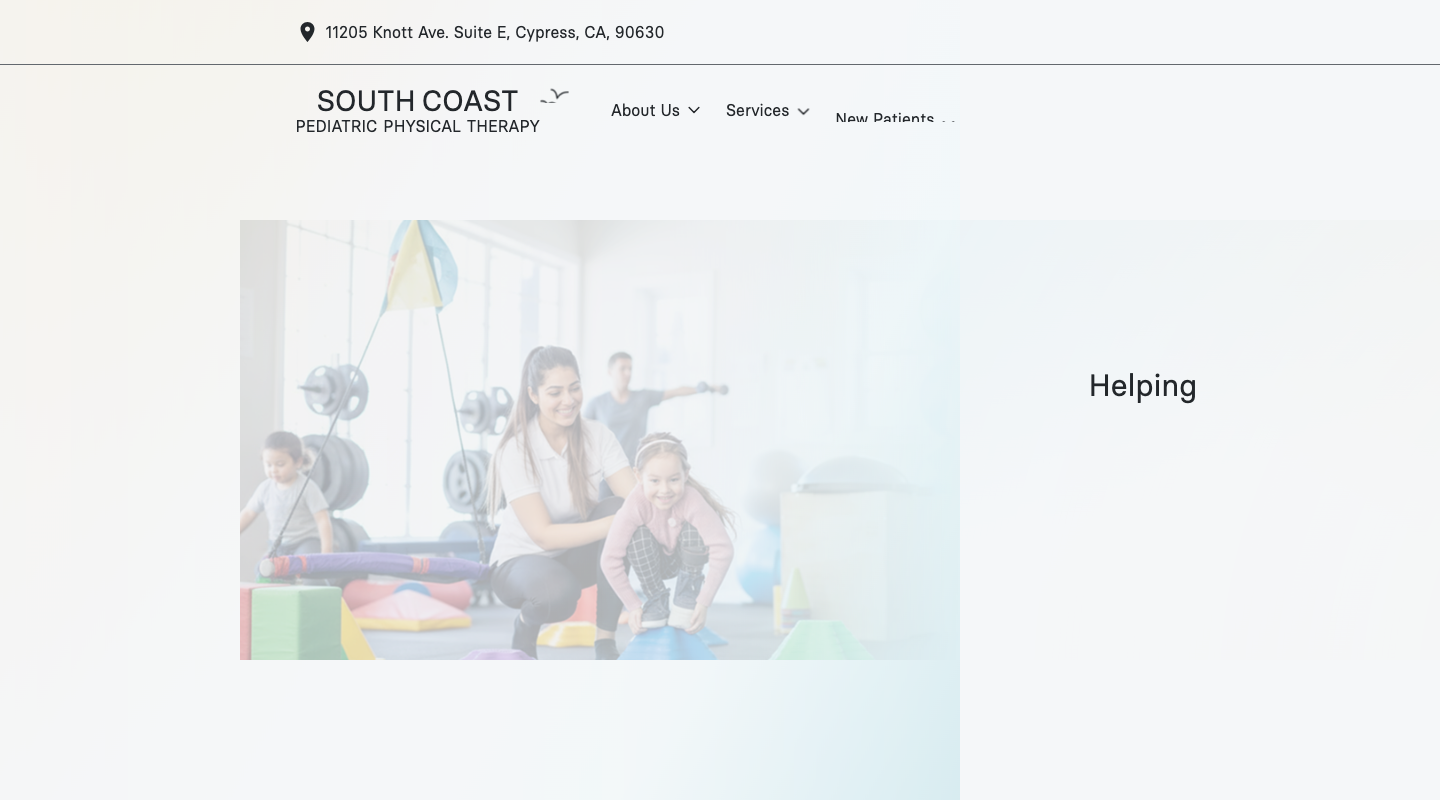 11205 Knott Ave. Suite E, Cypress, CA, 90630
SOUTH COAST
PEDIATRIC PHYSICAL THERAPY
About Us
Services
New Patients
Helping